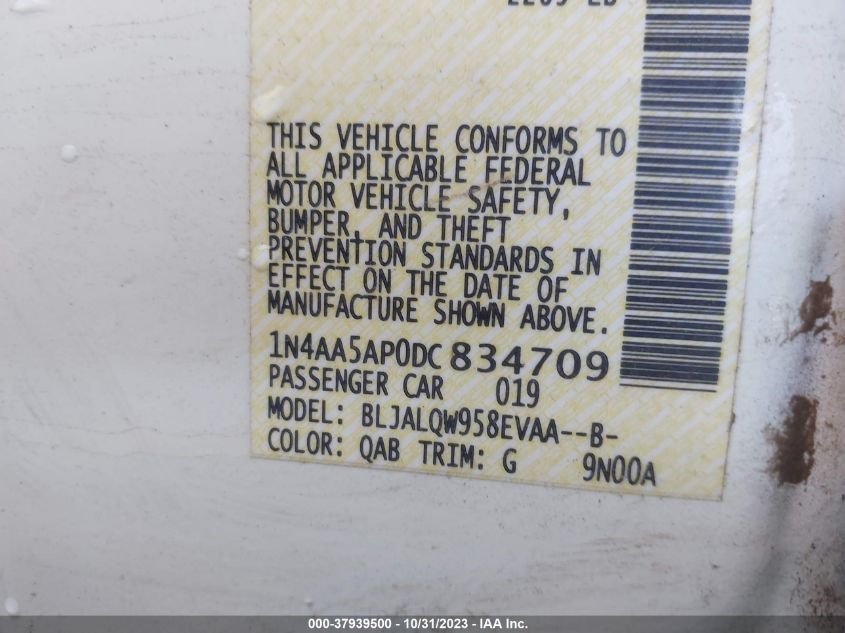 THIS VEHICLE CONFORMS TO
ALL APPLICABLE FEDERAL
MOTOR VEHICLE SAFETY,
BUMPER, AND THEFT
PREVENTION STANDARDS IN
EFFECT ON THE DATE OF
MANUFACTURE SHOWN ABOVE.
1N4AA5AP0DC834709
PASSENGER CAR 019
MODEL: BLJALQW958EVAA--B-
COLOR: QAB TRIM: G 9N00A
000-37939500 - 10/31/2023 - IAA Inc.